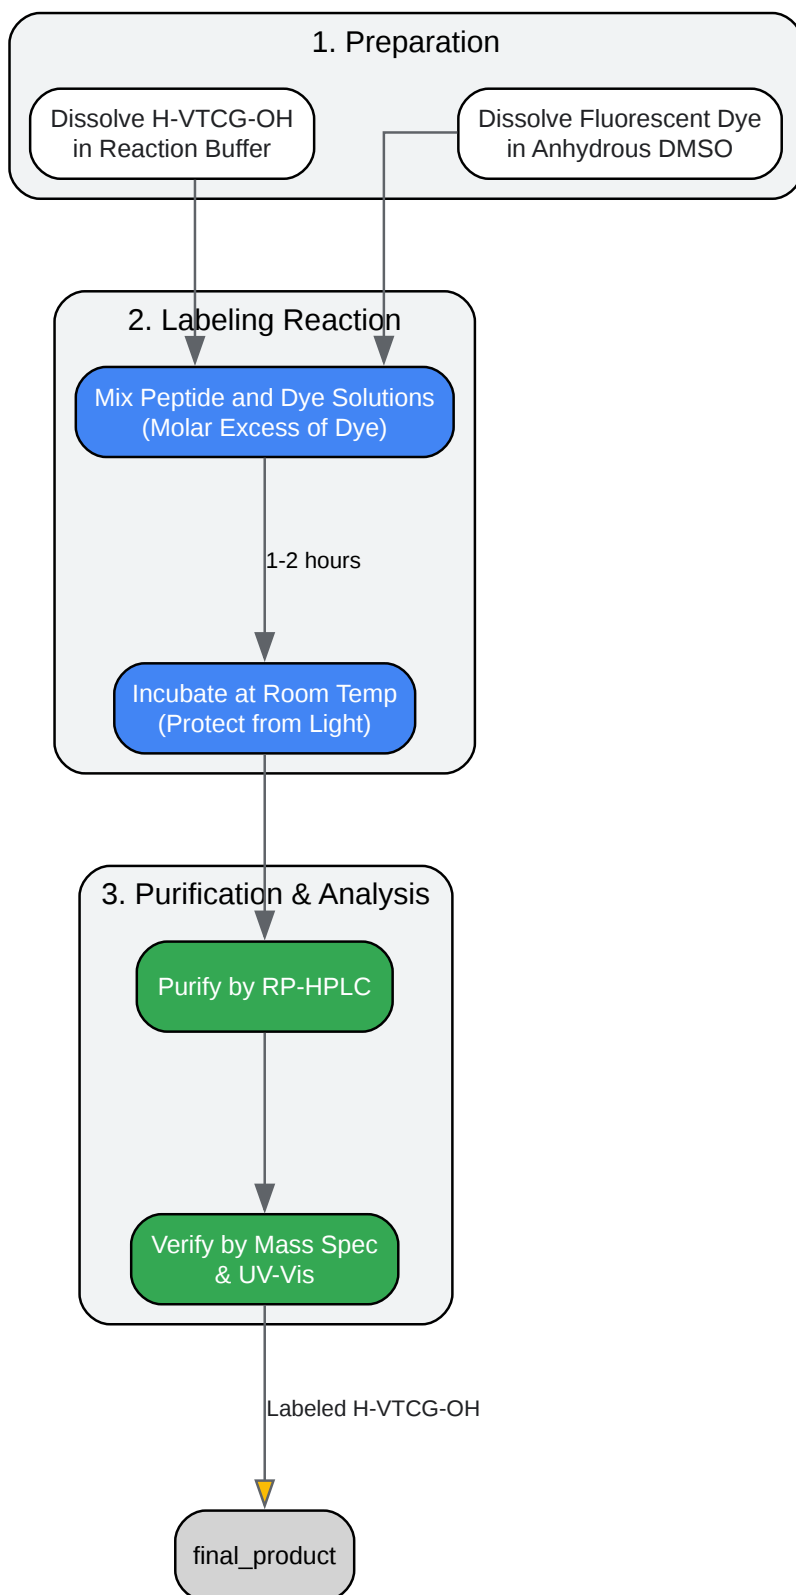 1. Preparation
Dissolve H-VTCG-OH
in Reaction Buffer
Dissolve Fluorescent Dye
in Anhydrous DMSO
2. Labeling Reaction
Mix Peptide and Dye Solutions
(Molar Excess of Dye)
1-2 hours
Incubate at Room Temp
(Protect from Light)
3. Purification & Analysis
Purify by RP-HPLC
Verify by Mass Spec
& UV-Vis
Labeled H-VTCG-OH
final_product